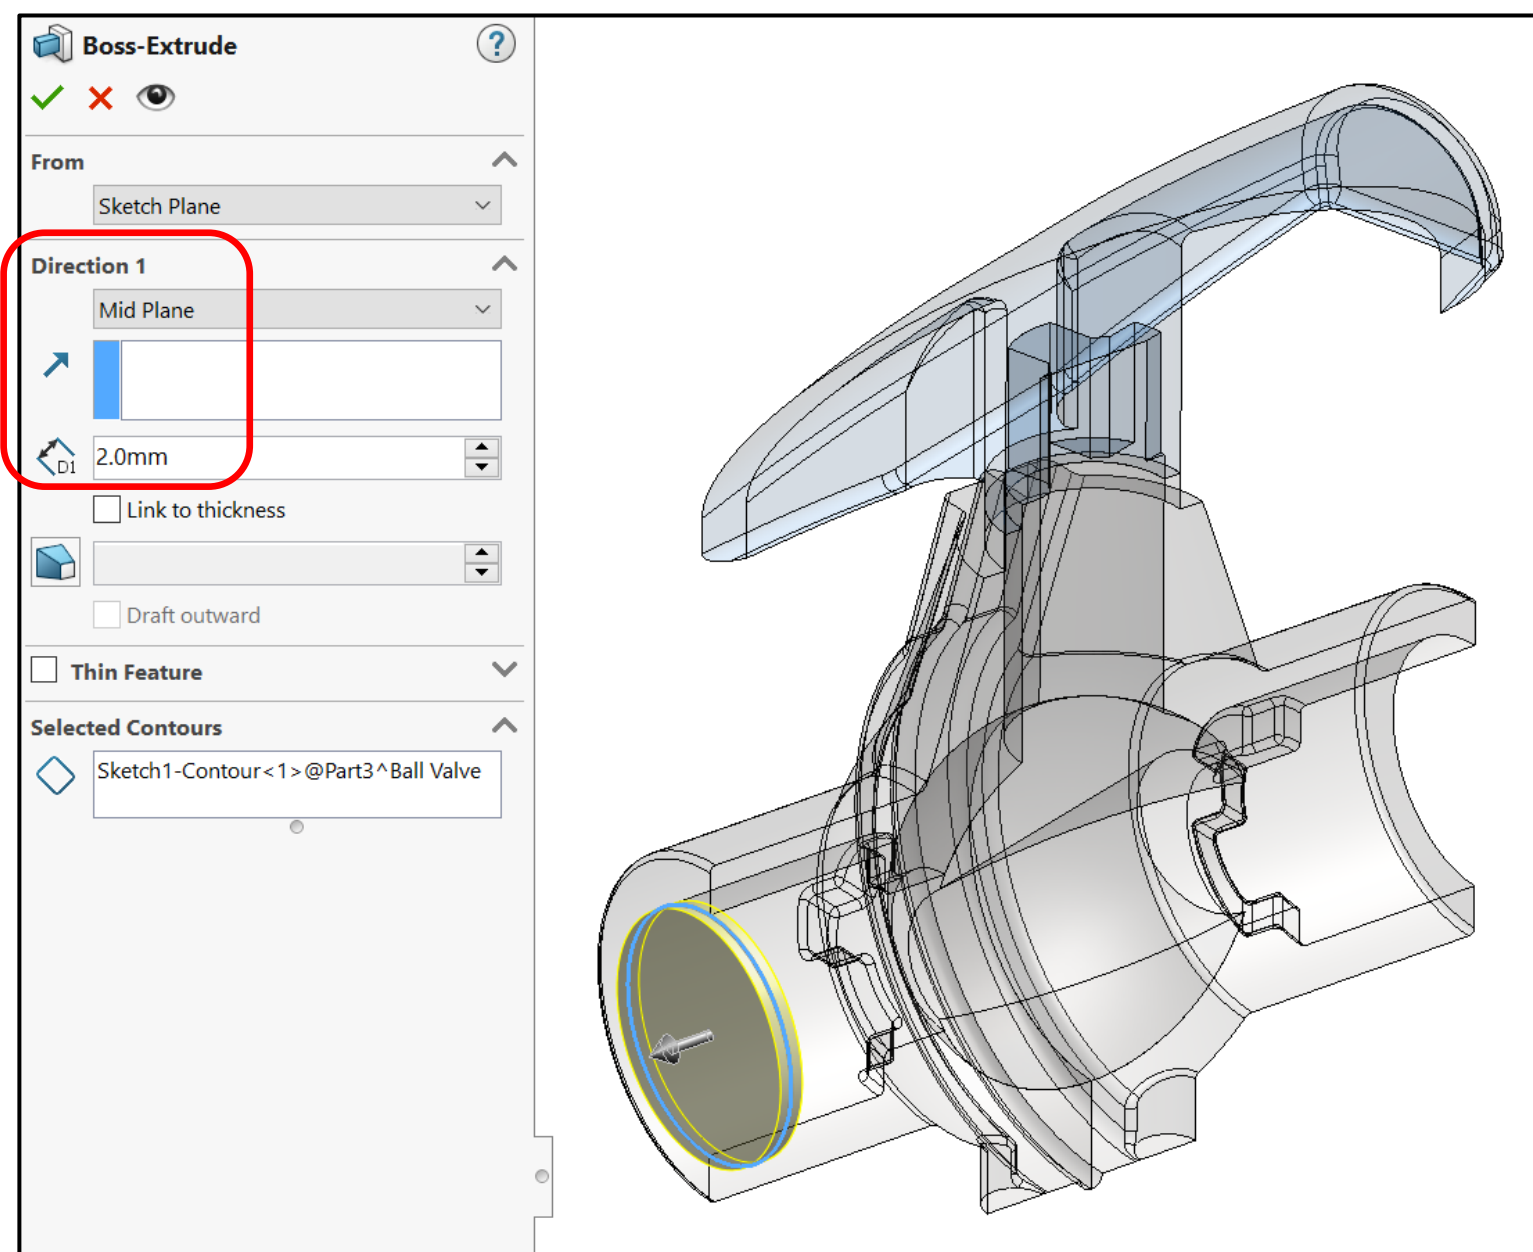 Boss-Extrude
?
From
Sketch Plane
Direction 1
Mid Plane
D1
2.0mm
Link to thickness
Draft outward
Thin Feature
Selected Contours
Sketch1-Contour<1>@Part3^Ball Valve